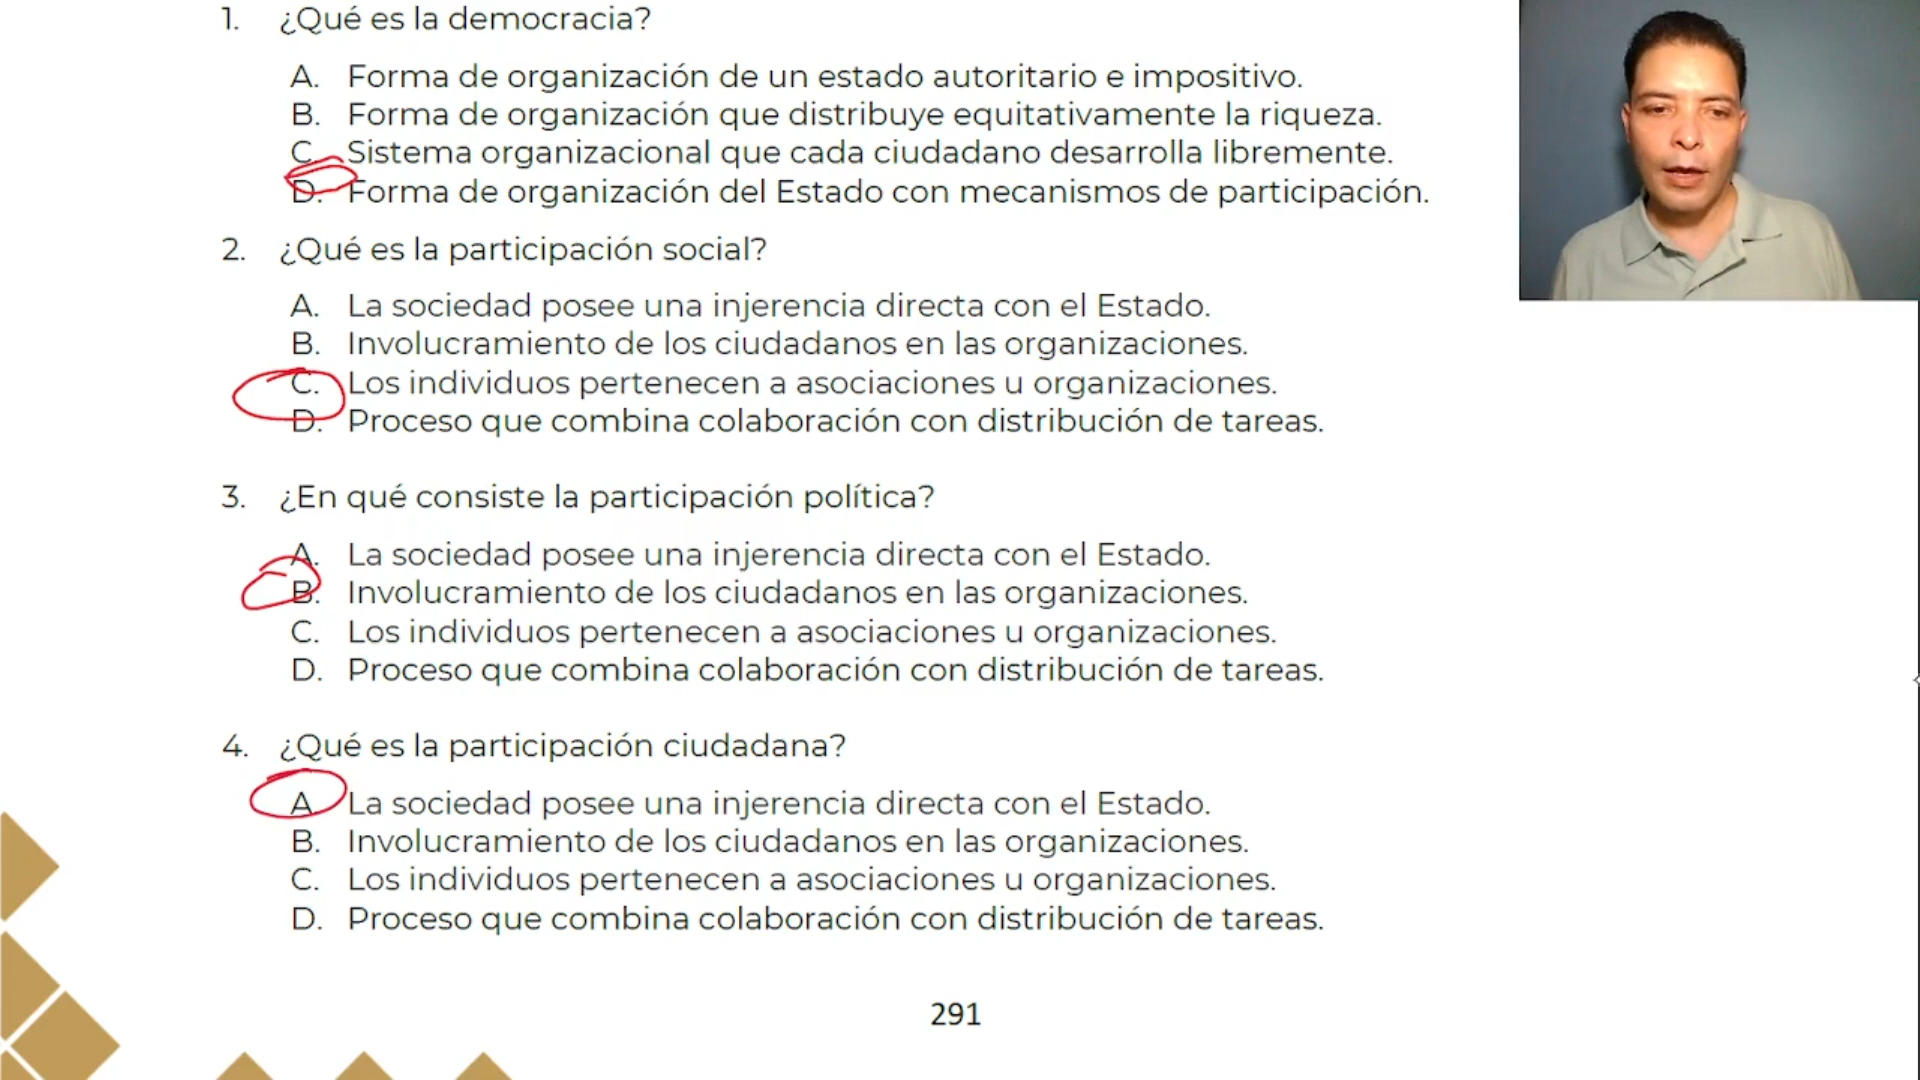 1. ¿Qué es la democracia?
A. Forma de organización de un estado autoritario e impositivo.
B. Forma de organización que distribuye equitativamente la riqueza.
C. Sistema organizacional que cada ciudadano desarrolla libremente.
D. Forma de organización del Estado con mecanismos de participación.
2. ¿Qué es la participación social?
A. La sociedad posee una injerencia directa con el Estado.
B. Involucramiento de los ciudadanos en las organizaciones.
C. Los individuos pertenecen a asociaciones u organizaciones.
D. Proceso que combina colaboración con distribución de tareas.
3. ¿En qué consiste la participación política?
A. La sociedad posee una injerencia directa con el Estado.
B. Involucramiento de los ciudadanos en las organizaciones.
C. Los individuos pertenecen a asociaciones u organizaciones.
D. Proceso que combina colaboración con distribución de tareas.
4. ¿Qué es la participación ciudadana?
A. La sociedad posee una injerencia directa con el Estado.
B. Involucramiento de los ciudadanos en las organizaciones.
C. Los individuos pertenecen a asociaciones u organizaciones.
D. Proceso que combina colaboración con distribución de tareas.
291